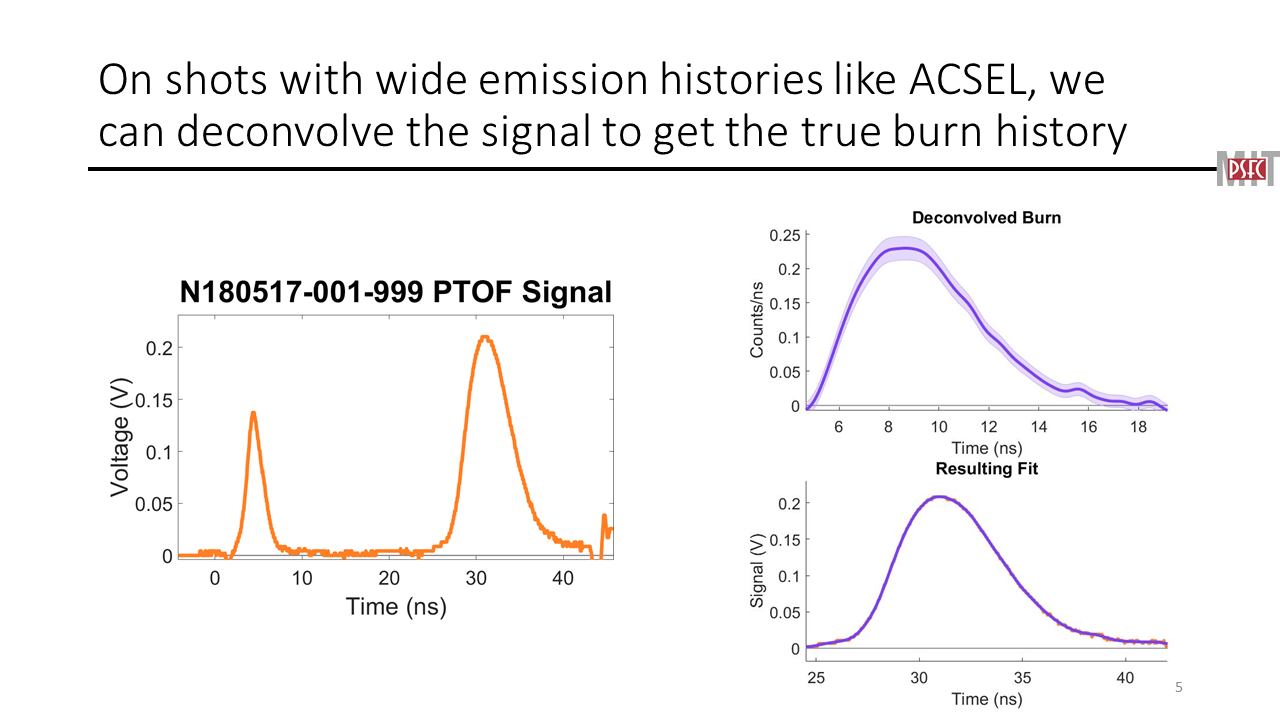 On shots with wide emission histories like ACSEL, we
can deconvolve the signal to get the true burn history
MIT
PSFC
N180517-001-999 PTOF Signal
Voltage (V)
0.2
0.15
0.1
0.05
0
0 10 20 30 40
Time (ns)
Deconvolved Burn
Counts/ns
0.25
0.2
0.15
0.1
0.05
0
6 8 10 12 14 16 18
Time (ns)
Resulting Fit
Signal (V)
0.2
0.15
0.1
0.05
0
25 30 35 40
Time (ns)
5